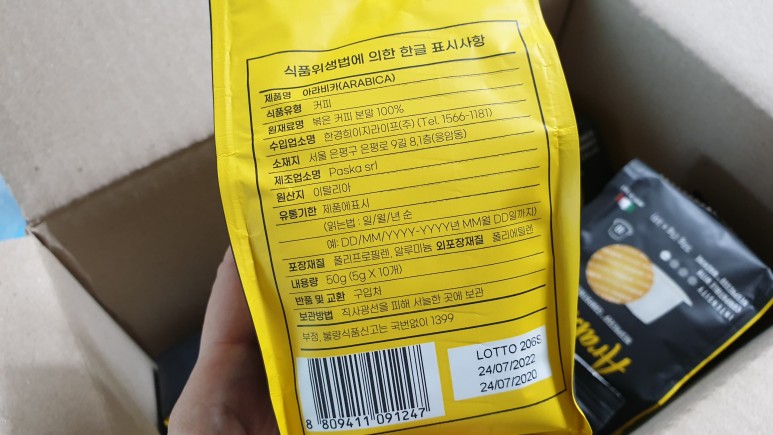 식품위생법에 의한 한글 표시사항
제품명 아라비카(ARABICA)
식품유형 커피
원재료명 볶은 커피 분말 100%
수입업소명 한경희이지라이프(주) (Tel. 1566-1181)
소재지 서울 은평구 은평로 9길 8,1층(응암동)
제조업소명 Paska srl
원산지 이탈리아
유통기한 제품에표시
(읽는법 : 일/월/년 순
예: DD/MM/YYYY-YYYY년 MM월 DD일까지)
포장재질 폴리프로필렌, 알루미늄 외포장재질 폴리에틸렌
내용량 50g (5g X 10개)
반품 및 교환 구입처
보관방법 직사광선을 피해 서늘한 곳에 보관
부정, 불량식품신고는 국번없이 1399
LOTTO 206S
24/07/2022
24/07/2020
8 809411 091247
INTENSITY